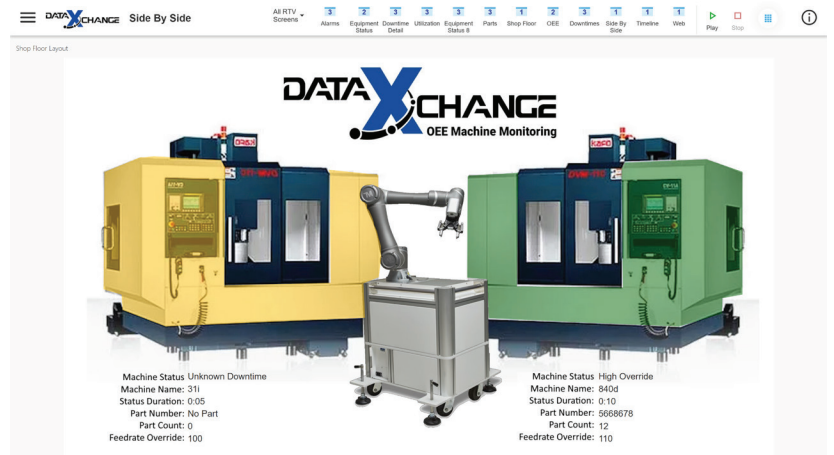 DATAXCHANGE Side By Side
All RTV
Screens
3 2 3 3 3 3 1 2 3 1 1 1
Alarms Equipment Status Downtime Detail Utilization Equipment Status 8 Parts Shop Floor OEE Downtimes Side By Side Timeline Web Play Stop
Shop Floor Layout
DATAXCHANGE
OEE Machine Monitoring
KAFO
Machine Status Unknown Downtime
Machine Name: 31i
Status Duration: 0:05
Part Number: No Part
Part Count: 0
Feedrate Override: 100
Machine Status High Override
Machine Name: 840d
Status Duration: 0:10
Part Number: 5668678
Part Count: 12
Feedrate Override: 110